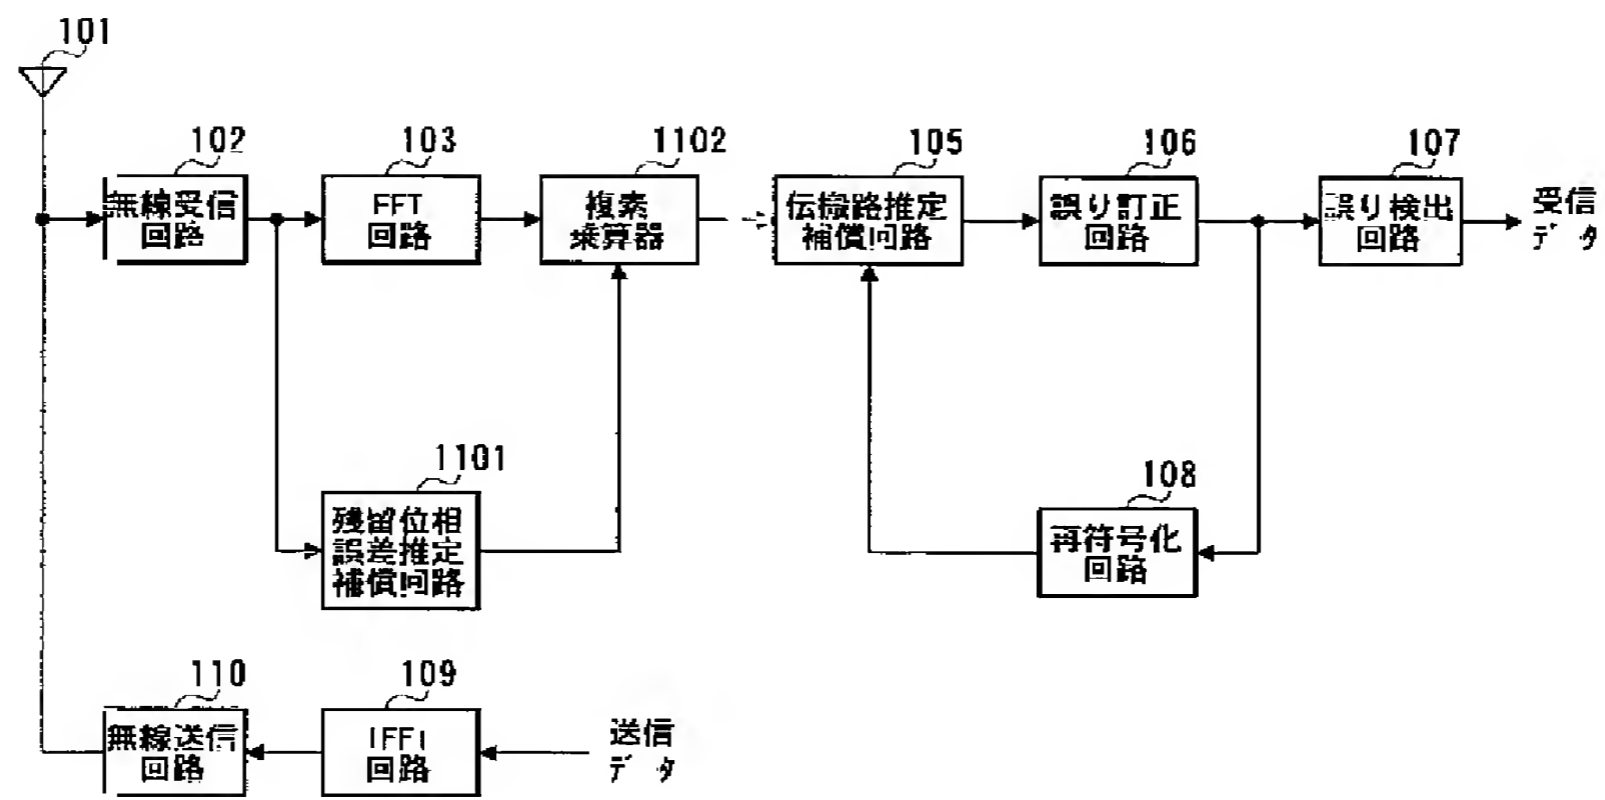 101
102
無線受信
回路
103
FFT
回路
1102
複素
乗算器
105
伝搬路推定
補償回路
106
誤り訂正
回路
107
誤り検出
回路
受信
データ
1101
残留位相
誤差推定
補償回路
108
再符号化
回路
110
無線送信
回路
109
IFFT
回路
送信
データ